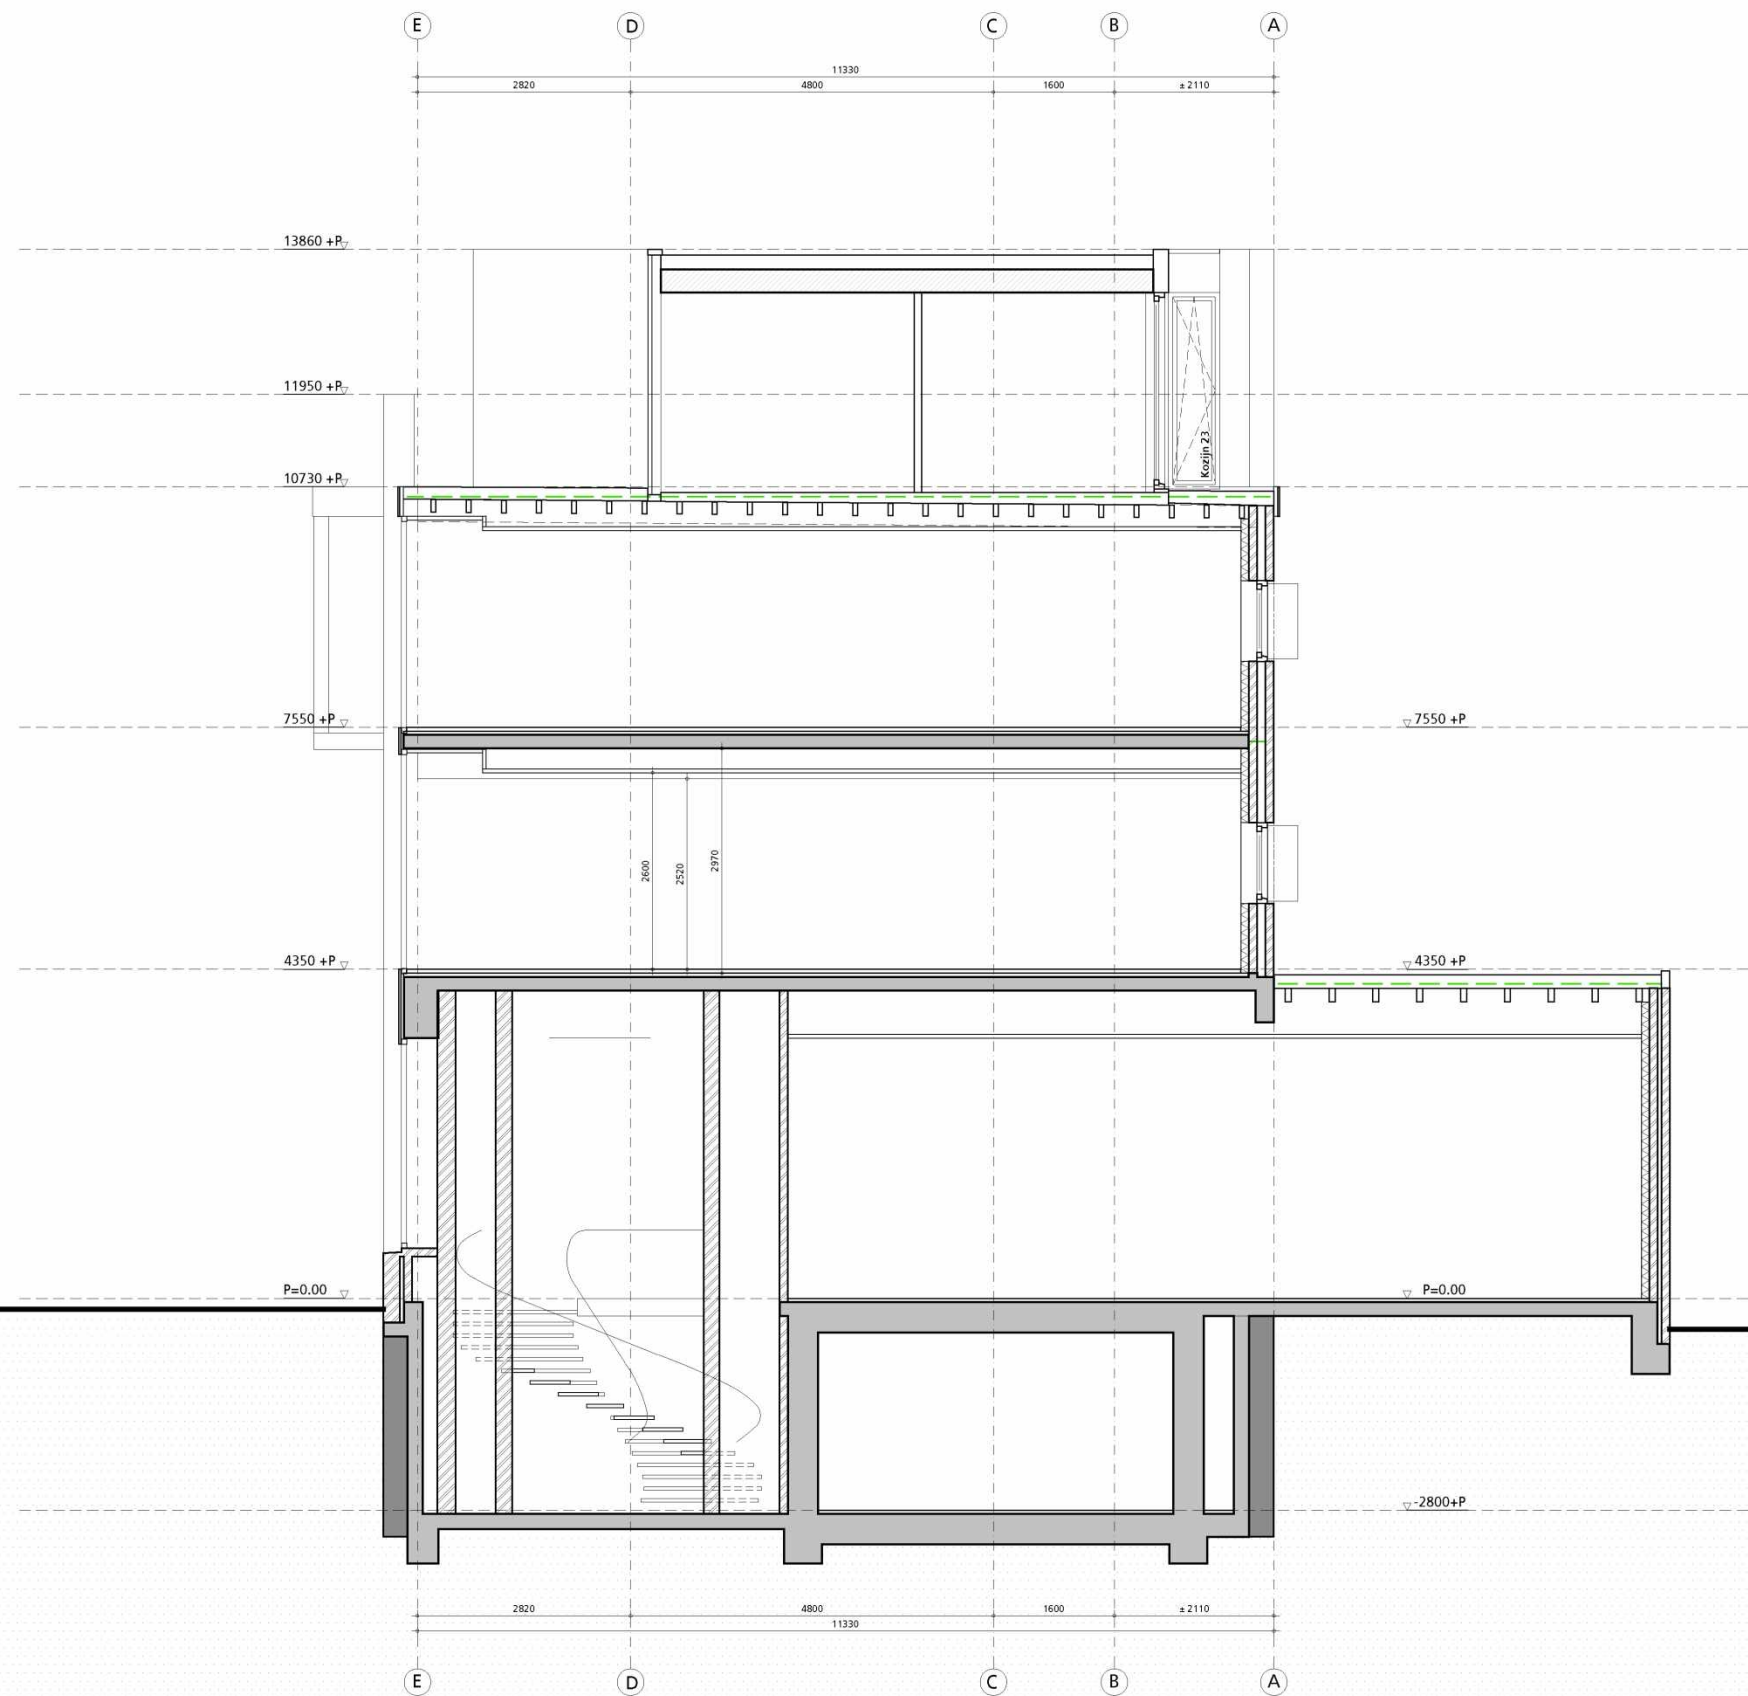 E D C B A
11330
2820 4800 1600 ± 2110
13860 +P
11950 +P
Kozijn 23
10730 +P
7550 +P 7550 +P
2600 2520 2970
4350 +P 4350 +P
P=0.00 P=0.00
-2800+P
2820 4800 1600 ± 2110
11330
E D C B A